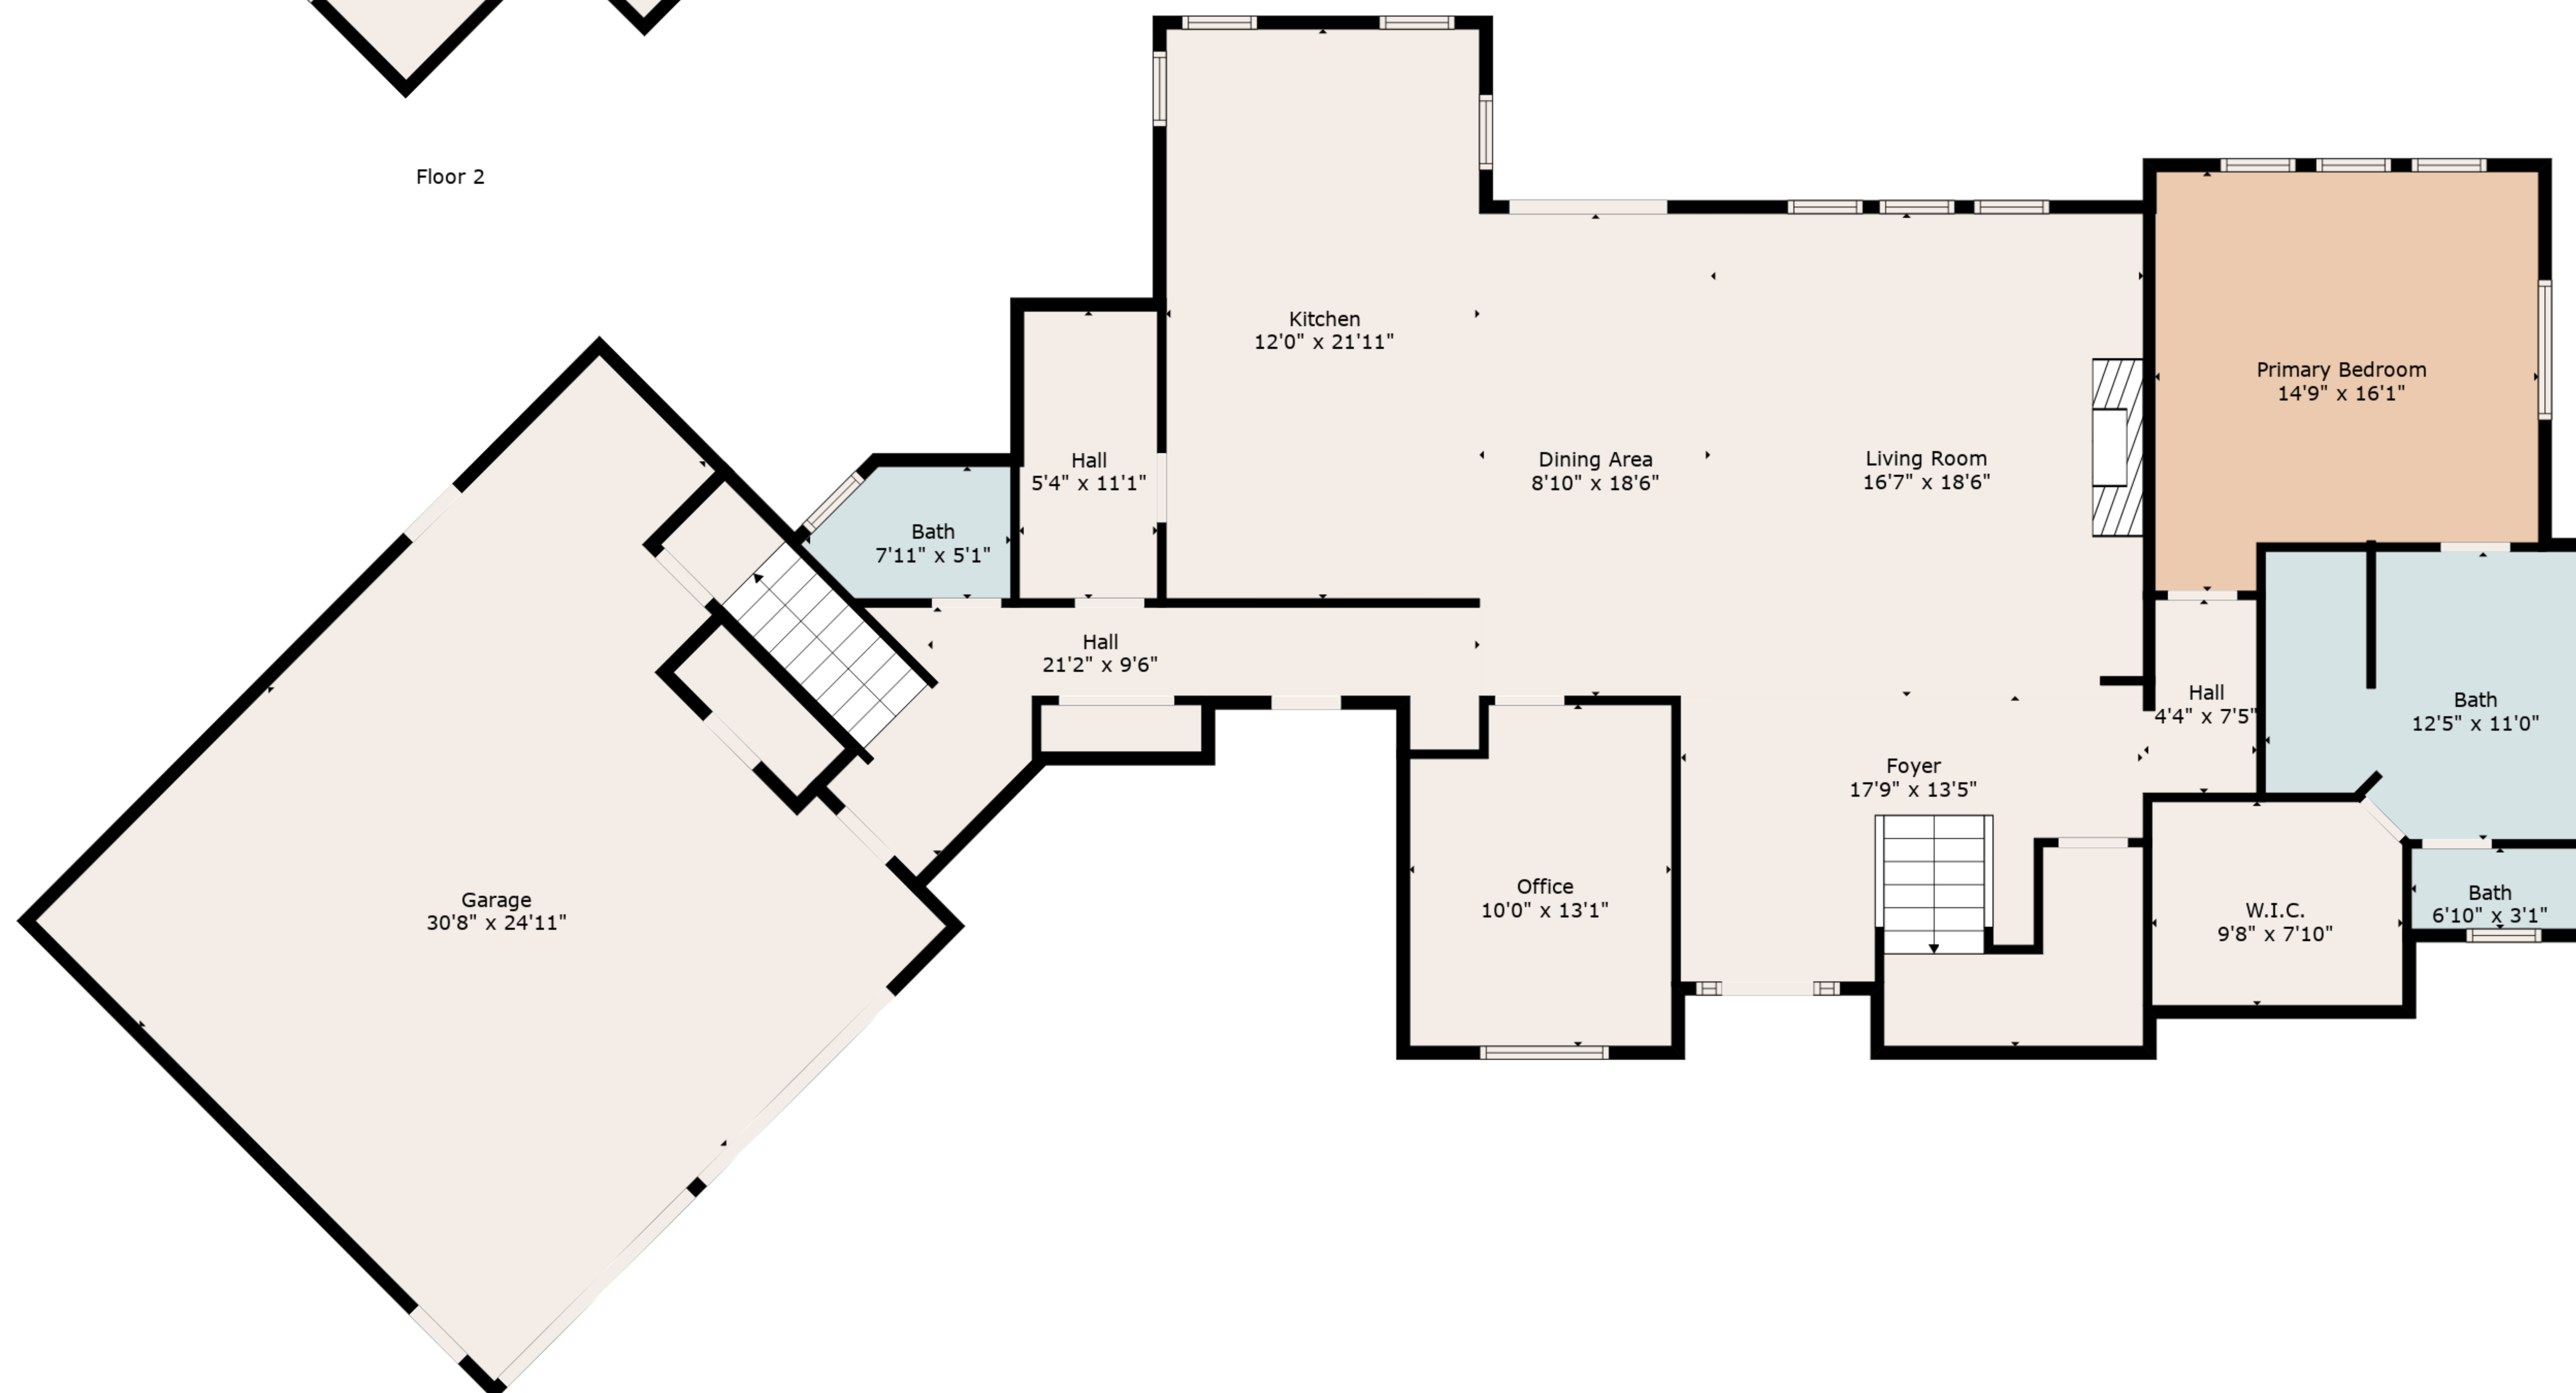 Floor 2
Kitchen
12'0" x 21'11"
Primary Bedroom
14'9" x 16'1"
Hall
5'4" x 11'1"
Dining Area
8'10" x 18'6"
Living Room
16'7" x 18'6"
Bath
7'11" x 5'1"
Hall
21'2" x 9'6"
Hall
4'4" x 7'5"
Bath
12'5" x 11'0"
Foyer
17'9" x 13'5"
Garage
30'8" x 24'11"
Office
10'0" x 13'1"
W.I.C.
9'8" x 7'10"
Bath
6'10" x 3'1"